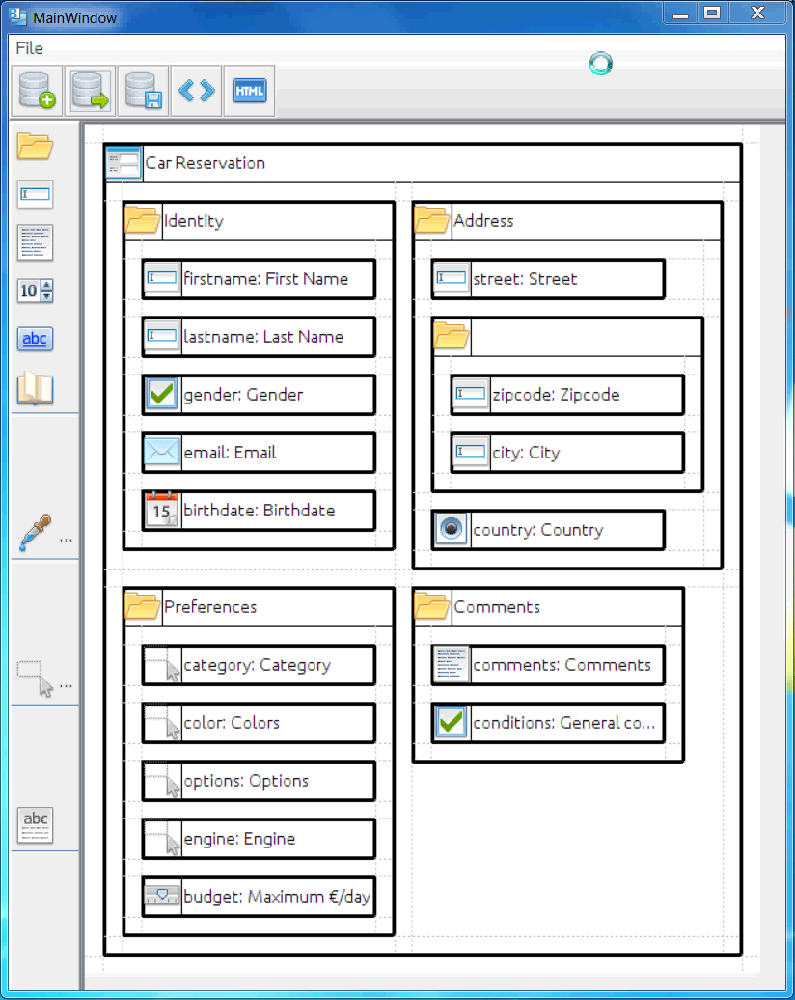 MainWindow
File
HTML
Car Reservation
Identity
firstname: First Name
lastname: Last Name
gender: Gender
email: Email
15
birthdate: Birthdate
Address
street: Street
zipcode: Zipcode
city: City
country: Country
Preferences
category: Category
color: Colors
options: Options
engine: Engine
budget: Maximum €/day
Comments
comments: Comments
conditions: General co...
10
abc
...
...
abc